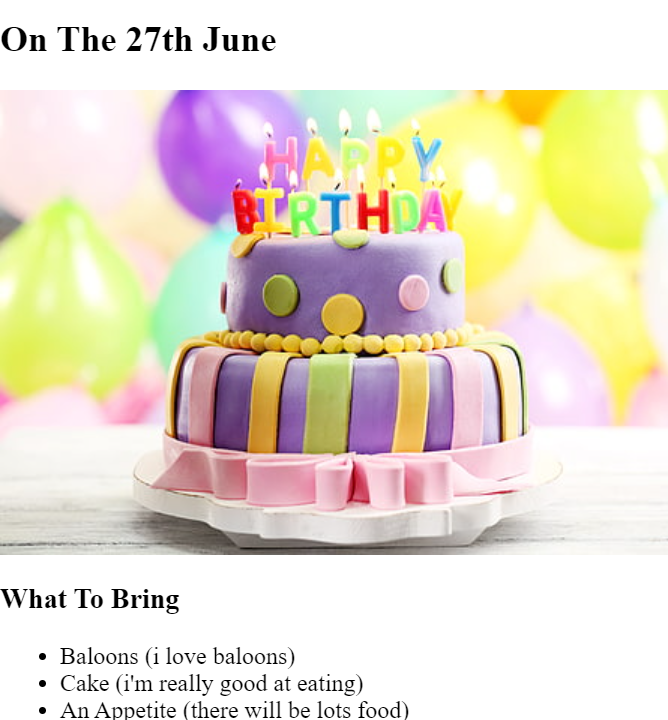 On The 27th June
HAPPY
BIRTHDAY
What To Bring
Baloons (i love baloons)
Cake (i'm really good at eating)
An Appetite (there will be lots food)